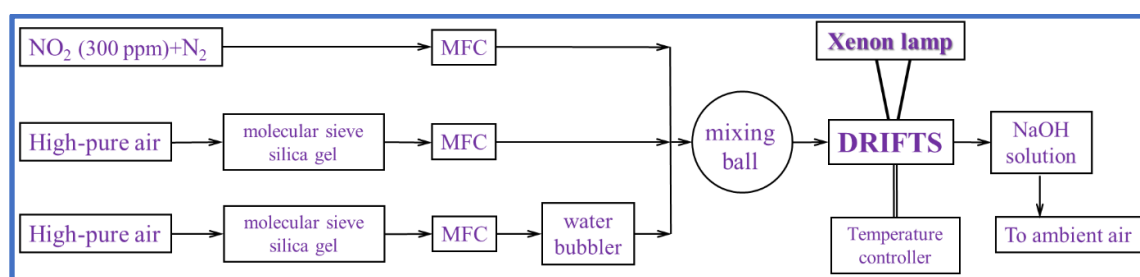 NO₂ (300 ppm)+N₂
MFC
Xenon lamp
High-pure air
molecular sieve
silica gel
MFC
mixing
ball
DRIFTS
NaOH
solution
High-pure air
molecular sieve
silica gel
MFC
water
bubbler
Temperature
controller
To ambient air